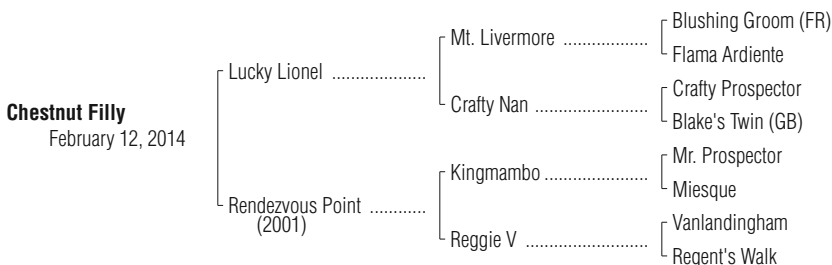 Blushing Groom (FR)
Mt. Livermore ..................
Flama Ardiente
Lucky Lionel ....................
Crafty Prospector
Crafty Nan ........................
Blake's Twin (GB)
Chestnut Filly
February 12, 2014
Mr. Prospector
Kingmambo .......................
Miesque
Rendezvous Point ............
(2001)
Vanlandingham
Reggie V ..........................
Regent's Walk